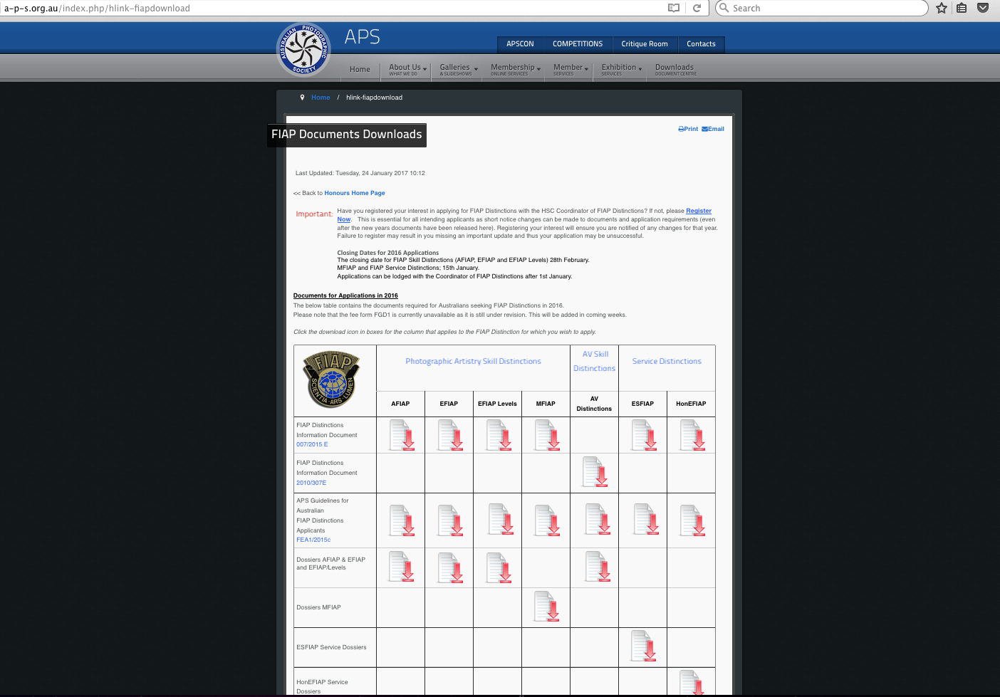 a-p-s.org.au/index.php/hlink-fiapdownload
Search
AUSTRALIAN PHOTOGRAPHIC SOCIETY
APS
APSCON COMPETITIONS Critique Room Contacts
Home About Us Galleries Membership Member Exhibition Downloads
WHAT WE DO & SLIDESHOWS ONLINE SERVICES SERVICES SERVICES DOCUMENT CENTRE
Home / hlink-fiapdownload
Print Email
FIAP Documents Downloads
Last Updated: Tuesday, 24 January 2017 10:12
<< Back to Honours Home Page
Important: Have you registered your interest in applying for FIAP Distinctions with the HSC Coordinator of FIAP Distinctions? If not, please Register
Now. This is essential for all intending applicants as short notice changes can be made to documents and application requirements (even
after the new years documents have been released here). Registering your interest will ensure you are notified of any changes for that year.
Failure to register may result in you missing an important update and thus your application may be unsuccessful.
Closing Dates for 2016 Applications
The closing date for FIAP Skill Distinctions (AFIAP, EFIAP and EFIAP Levels) 28th February.
MFIAP and FIAP Service Distinctions; 15th January.
Applications can be lodged with the Coordinator of FIAP Distinctions after 1st January.
Documents for Applications in 2016
The below table contains the documents required for Australians seeking FIAP Distinctions in 2016.
Please note that the fee form FGD1 is currently unavailable as it is still under revision. This will be added in coming weeks.
Click the download icon in boxes for the column that applies to the FIAP Distinction for which you wish to apply.
FIAP
SCIENTIA·ARS·LUMEN
Photographic Artistry Skill Distinctions
AV Skill
Distinctions
Service Distinctions
AFIAP EFIAP EFIAP Levels MFIAP AV
Distinctions ESFIAP HonEFIAP
FIAP Distinctions
Information Document
007/2015 E
FIAP Distinctions
Information Document
2010/307E
APS Guidelines for
Australian
FIAP Distinctions
Applicants
FEA1/2015c
Dossiers AFIAP & EFIAP
and EFIAP/Levels
Dossiers MFIAP
ESFIAP Service Dossiers
HonEFIAP Service
Dossiers